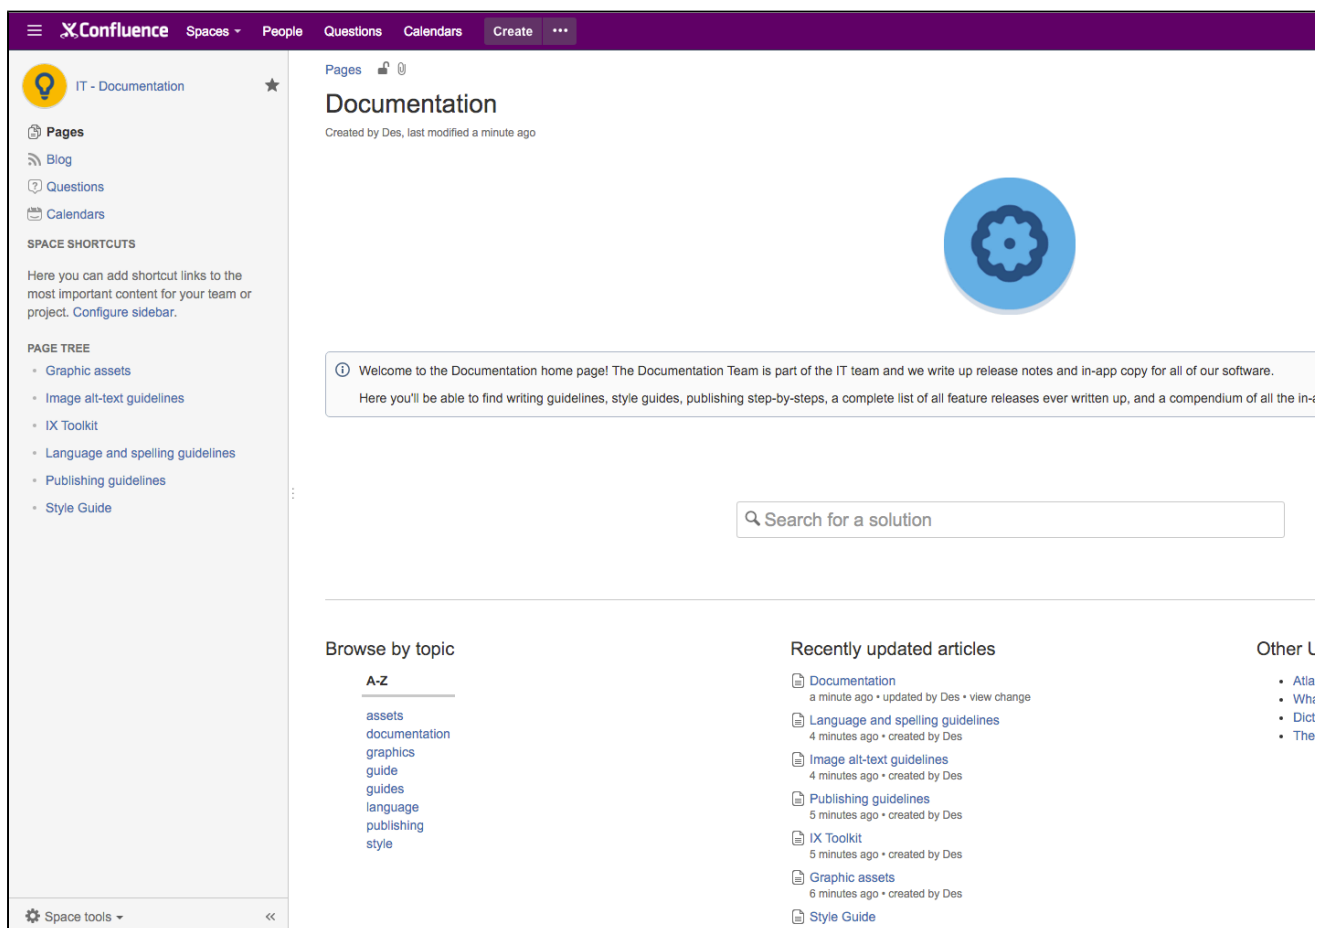 Confluence Spaces People Questions Calendars Create •••
IT - Documentation
Pages
Blog
Questions
Calendars
SPACE SHORTCUTS
Here you can add shortcut links to the
most important content for your team or
project. Configure sidebar.
PAGE TREE
• Graphic assets
• Image alt-text guidelines
• IX Toolkit
• Language and spelling guidelines
• Publishing guidelines
• Style Guide
Space tools
Pages
Documentation
Created by Des, last modified a minute ago
Welcome to the Documentation home page! The Documentation Team is part of the IT team and we write up release notes and in-app copy for all of our software.
Here you'll be able to find writing guidelines, style guides, publishing step-by-steps, a complete list of all feature releases ever written up, and a compendium of all the in-
Search for a solution
Browse by topic
A-Z
assets
documentation
graphics
guide
guides
language
publishing
style
Recently updated articles
Documentation
a minute ago • updated by Des • view change
Language and spelling guidelines
4 minutes ago • created by Des
Image alt-text guidelines
4 minutes ago • created by Des
Publishing guidelines
5 minutes ago • created by Des
IX Toolkit
5 minutes ago • created by Des
Graphic assets
6 minutes ago • created by Des
Style Guide
Other
• Atla
• Wha
• Dict
• The